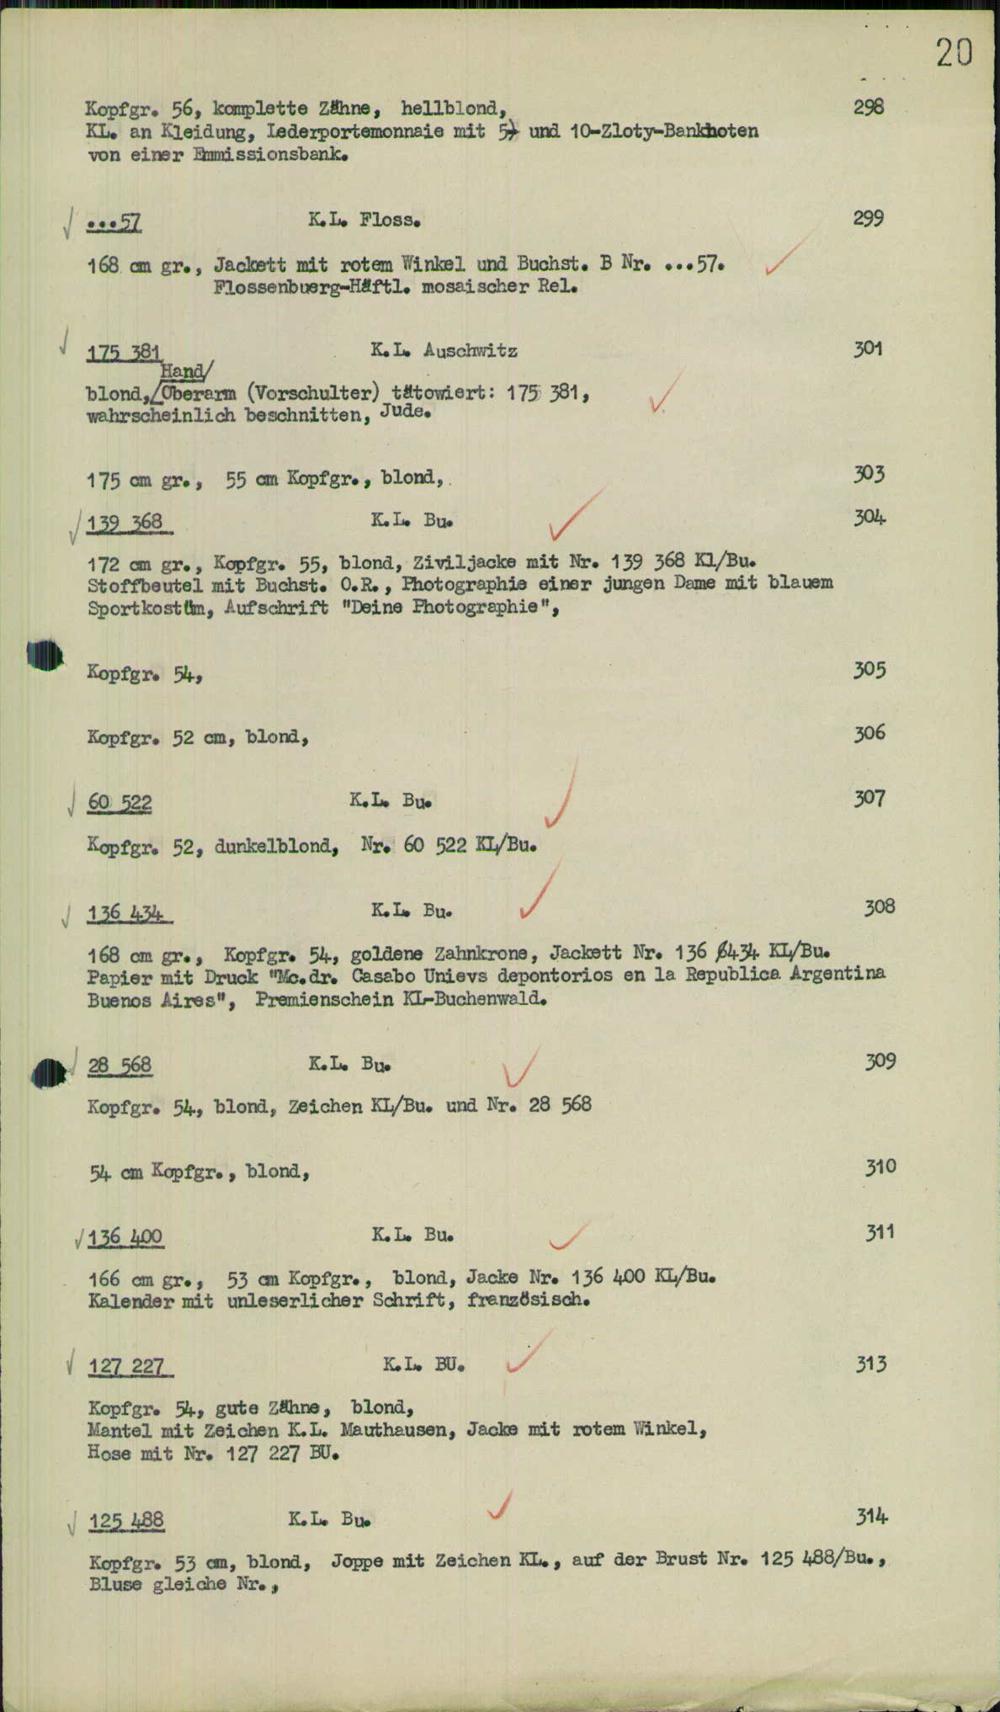 20
Kopfgr. 56, komplette Zähne, hellblond, 298
KL. an Kleidung, Lederportemonnaie mit 5) und 10-Zloty-Banknoten
von einer Emmissionsbank.
...57 K.L. Floss. 299
168 cm gr., Jackett mit rotem Winkel und Buchst. B Nr. ...57.
Flossenbuerg-Häftl. mosaischer Rel.
175 381 K.L. Auschwitz 301
Hand/
blond,/Oberarm (Vorschulter) tätowiert: 175 381,
wahrscheinlich beschnitten, Jude.
175 cm gr., 55 cm Kopfgr., blond, 303
139 368 K.L. Bu. 304
172 cm gr., Kopfgr. 55, blond, Ziviljacke mit Nr. 139 368 Kl/Bu.
Stoffbeutel mit Buchst. O.R., Photographie einer jungen Dame mit blauem
Sportkostüm, Aufschrift "Deine Photographie",
Kopfgr. 54, 305
Kopfgr. 52 cm, blond, 306
60 522 K.L. Bu. 307
Kopfgr. 52, dunkelblond, Nr. 60 522 KL/Bu.
136 434 K.L. Bu. 308
168 cm gr., Kopfgr. 54, goldene Zahnkrone, Jackett Nr. 136 434 KL/Bu.
Papier mit Druck "Mc.dr. Casabo Unievs depontorios en la Republica Argentina
Buenos Aires", Premienschein KL-Buchenwald.
28 568 K.L. Bu. 309
Kopfgr. 54, blond, Zeichen KL/Bu. und Nr. 28 568
54 cm Kopfgr., blond, 310
136 400 K.L. Bu. 311
166 cm gr., 53 cm Kopfgr., blond, Jacke Nr. 136 400 KL/Bu.
Kalender mit unleserlicher Schrift, französisch.
127 227 K.L. BU. 313
Kopfgr. 54, gute Zähne, blond,
Mantel mit Zeichen K.L. Mauthausen, Jacke mit rotem Winkel,
Hose mit Nr. 127 227 BU.
125 488 K.L. Bu. 314
Kopfgr. 53 cm, blond, Joppe mit Zeichen KL., auf der Brust Nr. 125 488/Bu.,
Bluse gleiche Nr.,